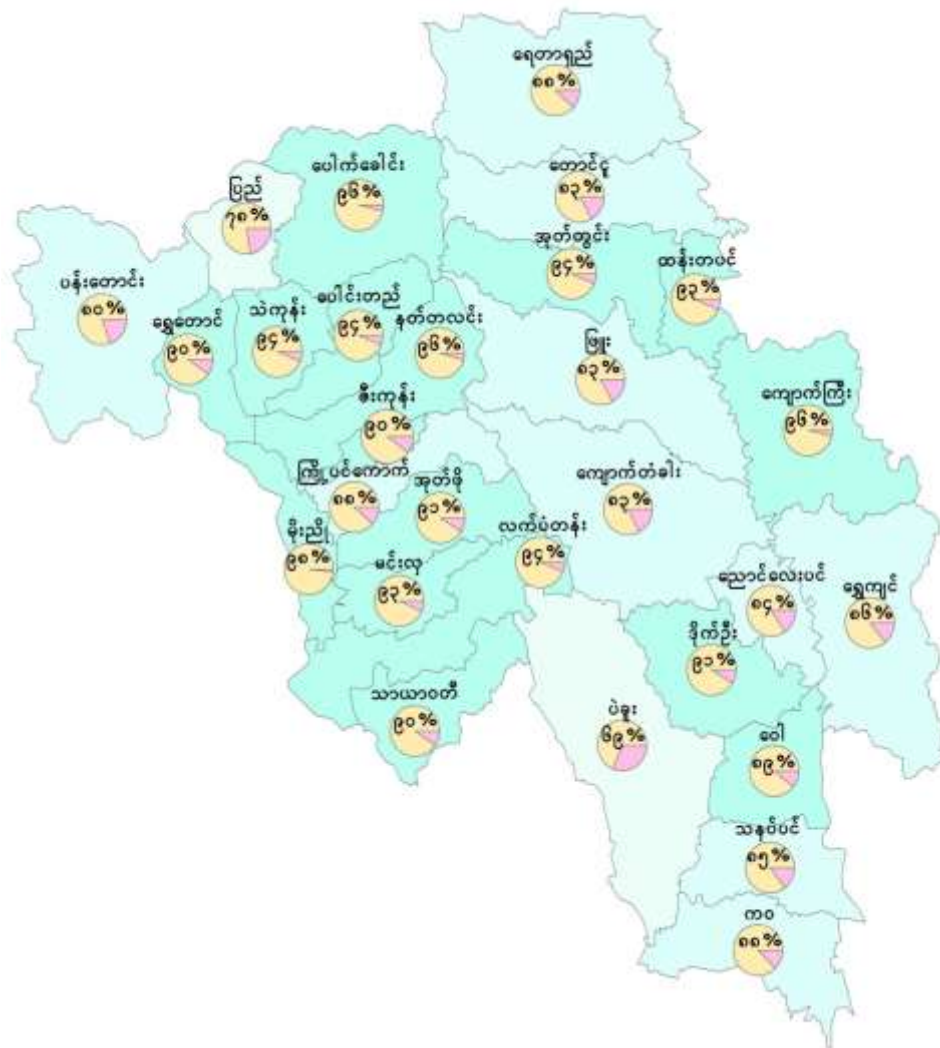 ရေတာရှည်
၈၈%
တောင်ငူ
၈၃%
ပေါက်ခေါင်း
၉၆%
ပြည်
၇၈%
အုတ်တွင်း
၉၄%
ထန်းတပင်
၉၃%
ပန်းတောင်း
၈၀%
ရွှေတောင်
၉၀%
သဲကုန်း
၉၄%
ပေါင်းတည်
၉၄%
နတ်တလင်း
၉၆%
ဖြူး
၈၃%
ကျောက်ကြီး
၉၆%
ဇီးကုန်း
၉၀%
ကြို့ပင်ကောက်
၈၈%
အုတ်ဖို
၉၁%
ကျောက်တံခါး
၈၃%
လက်ပံတန်း
၉၄%
မိုးညို
၉၈%
မင်းလှ
၉၃%
ညောင်လေးပင်
၈၄%
ရွှေကျင်
၈၆%
ဒိုက်ဦး
၉၁%
သာယာဝတီ
၉၀%
ပဲခူး
၆၉%
ဝေါ
၈၉%
သနပ်ပင်
၈၅%
ကဝ
၈၈%